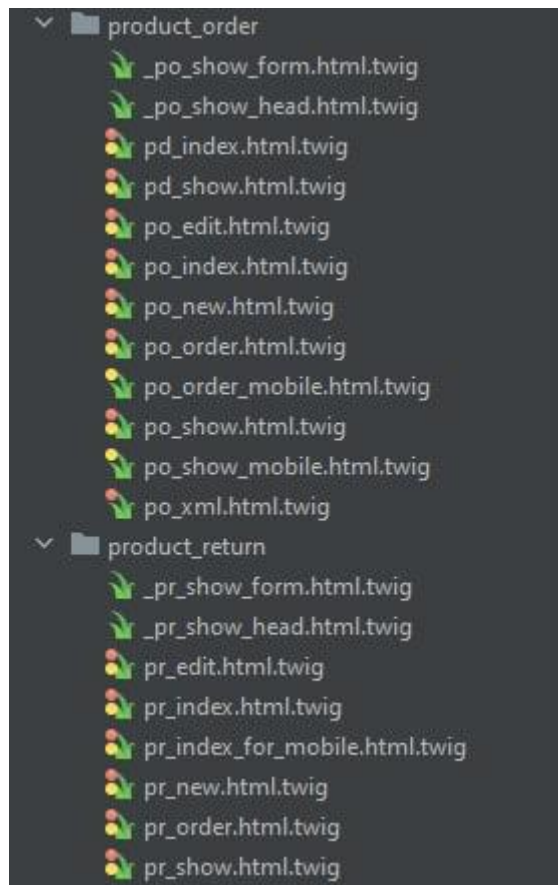 product_order
_po_show_form.html.twig
_po_show_head.html.twig
pd_index.html.twig
pd_show.html.twig
po_edit.html.twig
po_index.html.twig
po_new.html.twig
po_order.html.twig
po_order_mobile.html.twig
po_show.html.twig
po_show_mobile.html.twig
po_xml.html.twig
product_return
_pr_show_form.html.twig
_pr_show_head.html.twig
pr_edit.html.twig
pr_index.html.twig
pr_index_for_mobile.html.twig
pr_new.html.twig
pr_order.html.twig
pr_show.html.twig